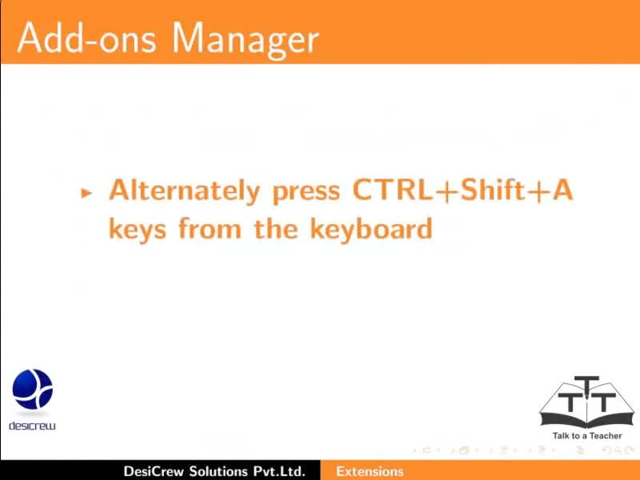 Add-ons Manager
Alternately press CTRL+Shift+A
keys from the keyboard
desicrew
T
T T
Talk to a Teacher
DesiCrew Solutions Pvt.Ltd. Extensions